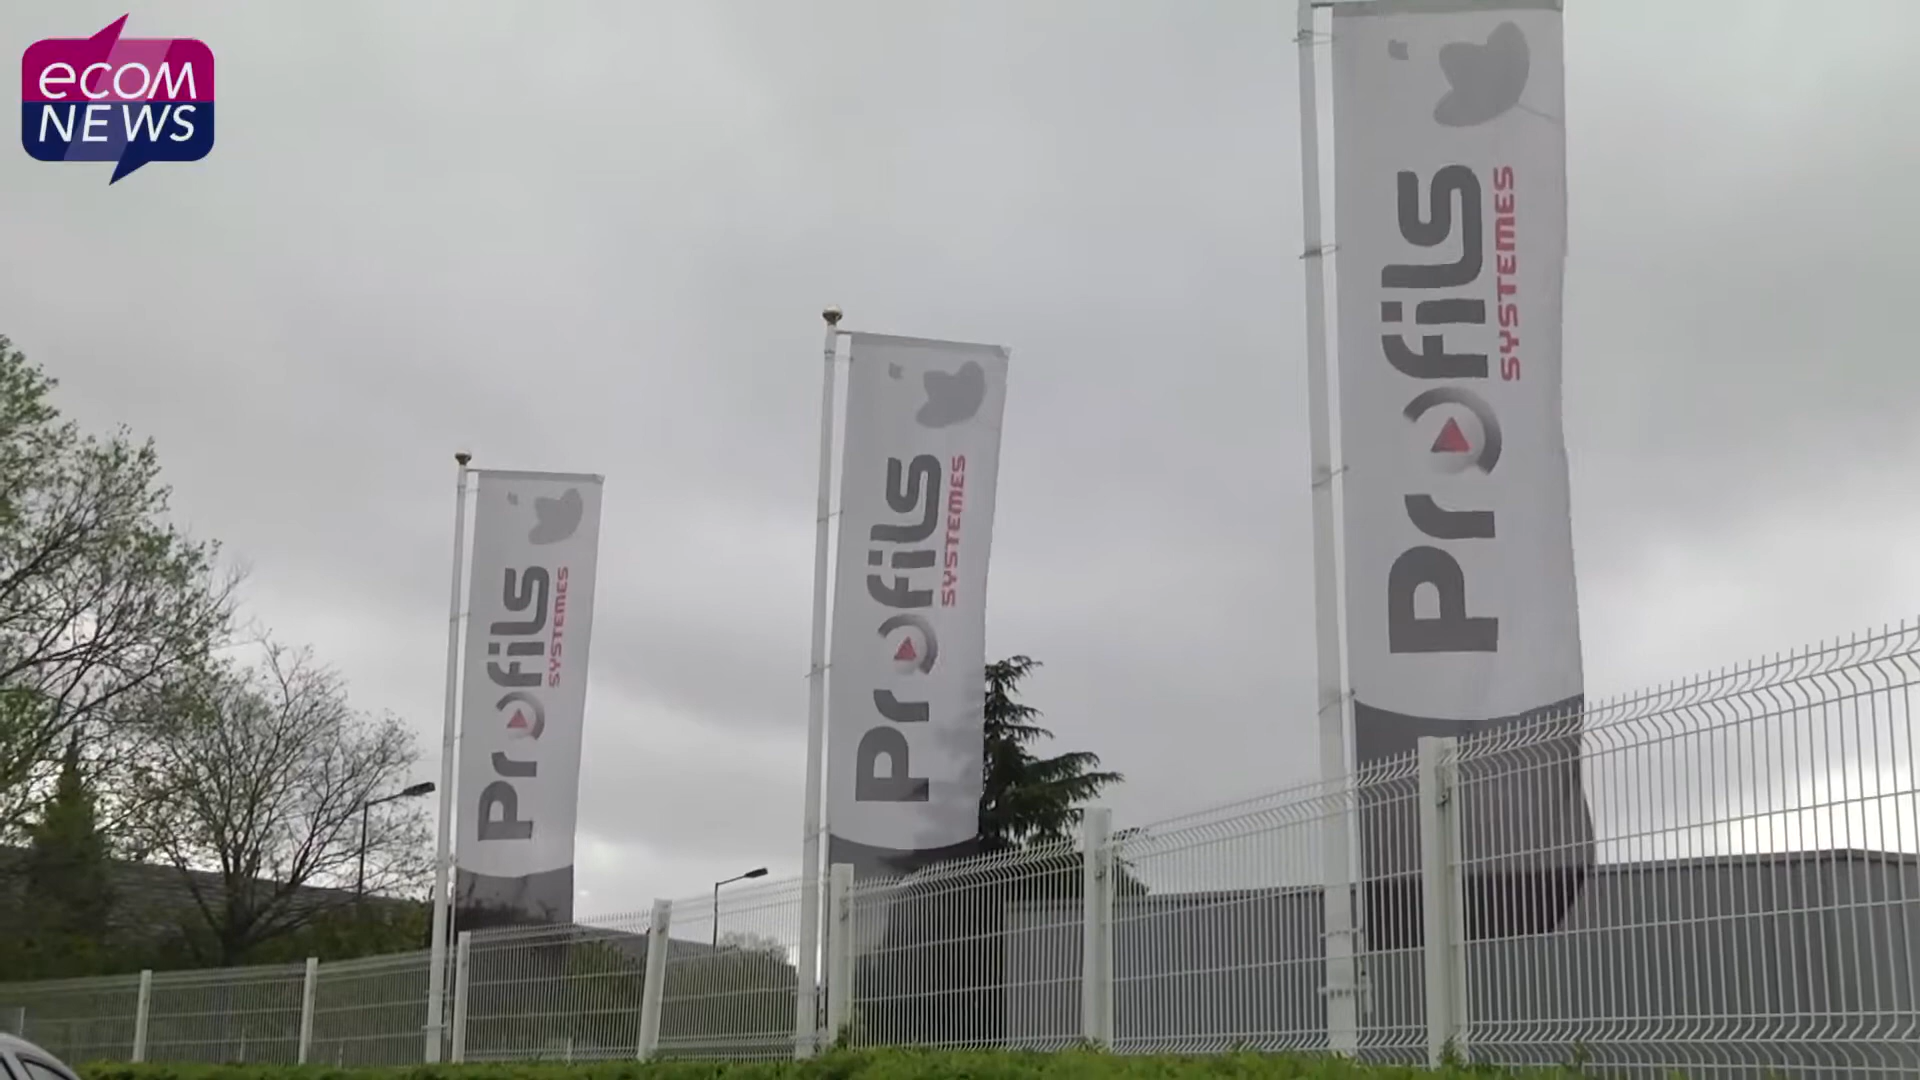 ecom
NEWS
Profils
SYSTEMES
Profils
SYSTEMES
Profils
SYSTEMES